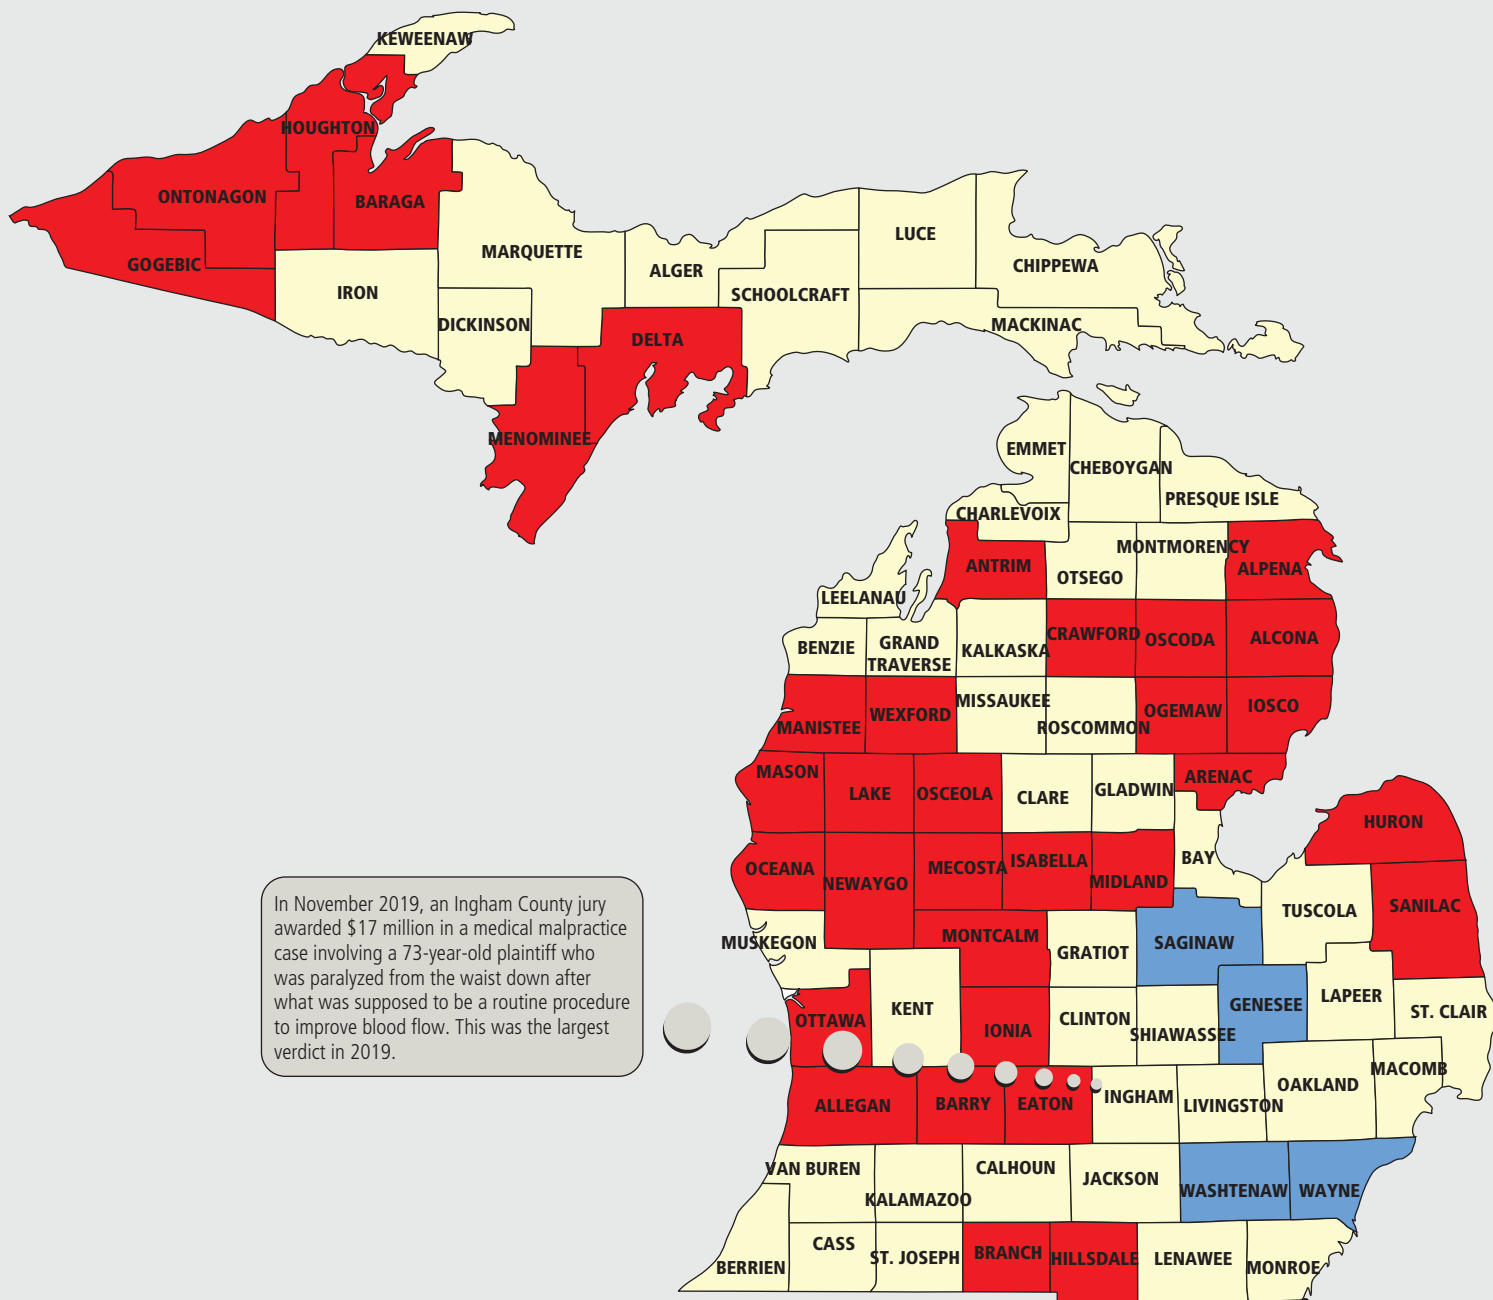 KEWEENAW
HOUGHTON
ONTONAGON
BARAGA
GOGEBIC
MARQUETTE
LUCE
ALGER
CHIPPEWA
IRON
SCHOOLCRAFT
DICKINSON
MACKINAC
DELTA
MENOMINEE
EMMET
CHEBOYGAN
PRESQUE ISLE
CHARLEVOIX
MONTMORENCY
ANTRIM
OTSEGO
ALPENA
LEELANAU
BENZIE
GRAND
TRAVERSE
KALKASKA
CRAWFORD
OSCODA
ALCONA
MANISTEE
WEXFORD
MISSAUKEE
ROSCOMMON
OGEMAW
IOSCO
MASON
LAKE
OSCEOLA
CLARE
GLADWIN
ARENAC
HURON
OCEANA
NEWAYGO
MECOSTA
ISABELLA
MIDLAND
BAY
TUSCOLA
SANILAC
MUSKEGON
MONTCALM
GRATIOT
SAGINAW
In November 2019, an Ingham County jury
awarded $17 million in a medical malpractice
case involving a 73-year-old plaintiff who
was paralyzed from the waist down after
what was supposed to be a routine procedure
to improve blood flow. This was the largest
verdict in 2019.
OTTAWA
KENT
IONIA
CLINTON
SHIAWASSEE
GENESEE
LAPEER
ST. CLAIR
ALLEGAN
BARRY
EATON
INGHAM
LIVINGSTON
OAKLAND
MACOMB
VAN BUREN
KALAMAZOO
CALHOUN
JACKSON
WASHTENAW
WAYNE
BERRIEN
CASS
ST. JOSEPH
BRANCH
HILLSDALE
LENAWEE
MONROE